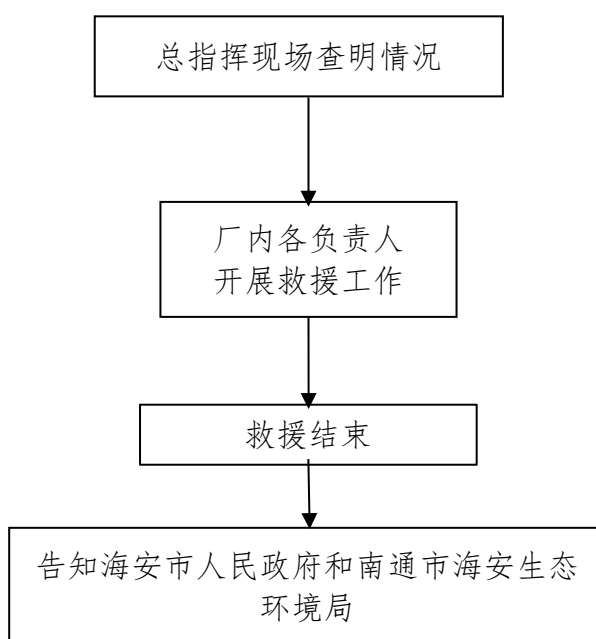 总指挥现场查明情况
厂内各负责人
开展救援工作
救援结束
告知海安市人民政府和南通市海安生态
环境局